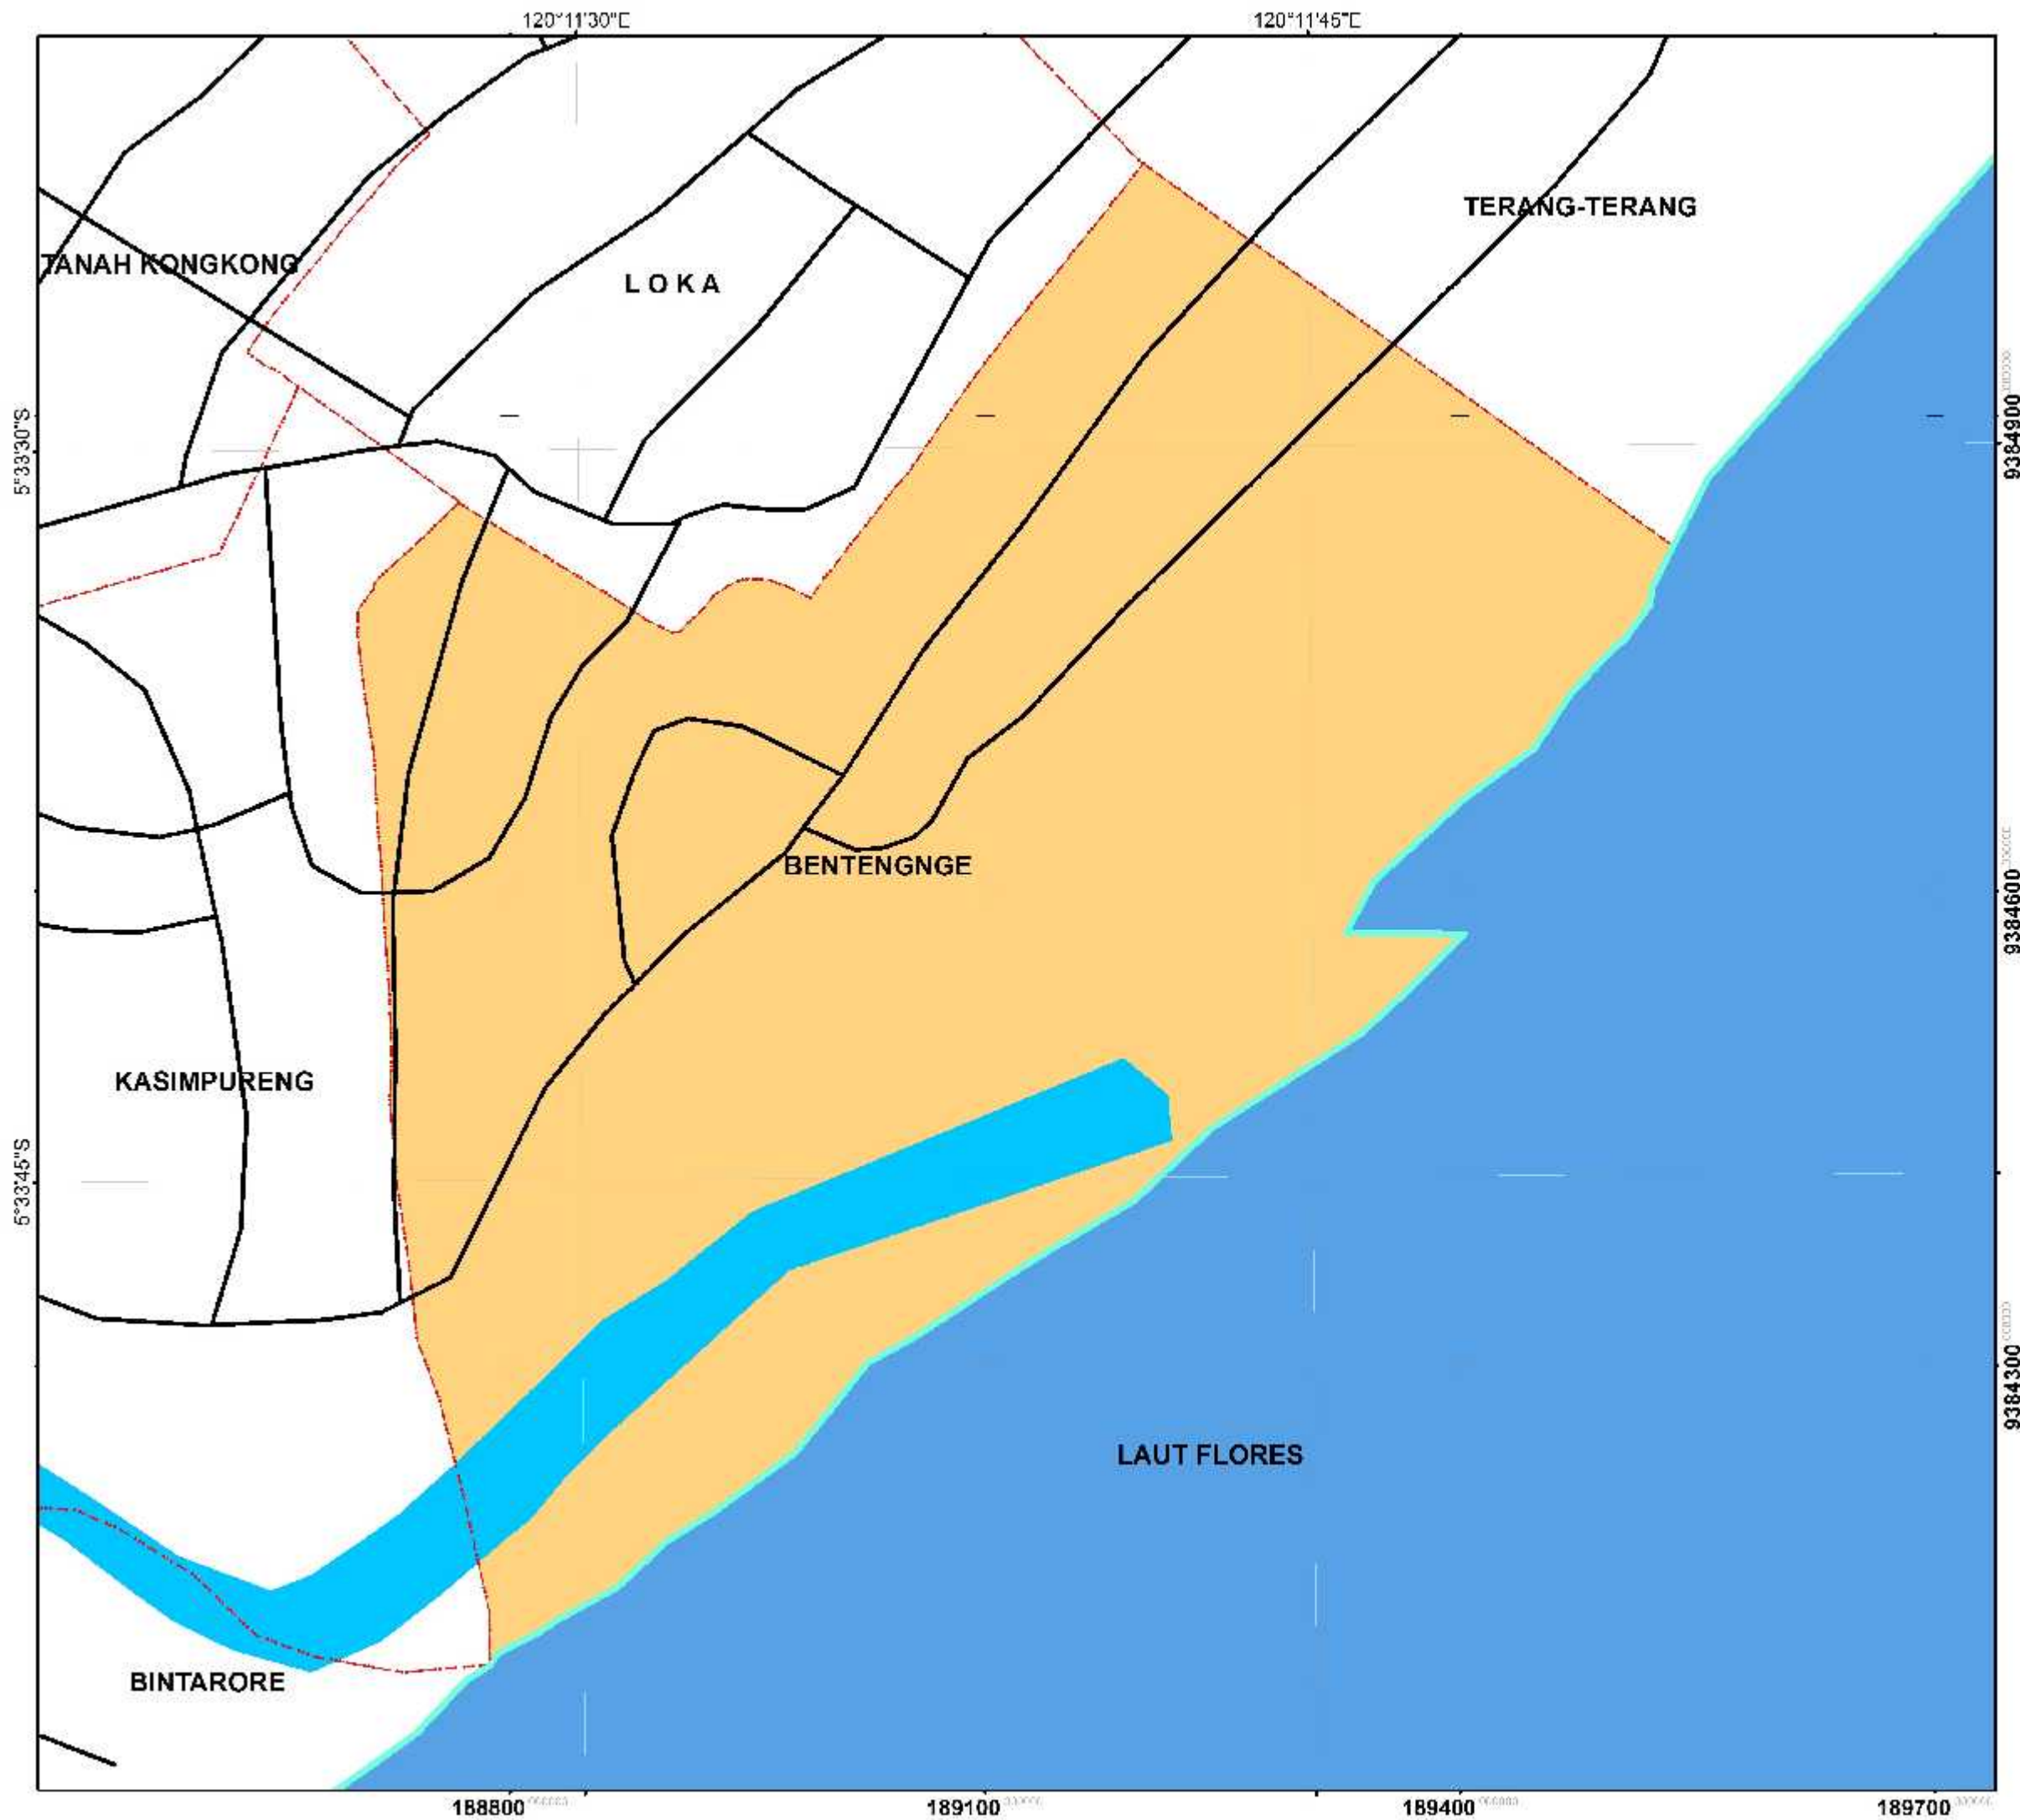 120°11'30"E
120°11'45"E
TERANG-TERANG
TANAH KONGKONG
LOKA
5°33'30"S
9384900
BENTENGNGE
9384600
KASIMPURENG
5°33'45"S
9384300
LAUT FLORES
BINTARORE
188800
189100
189400
189700